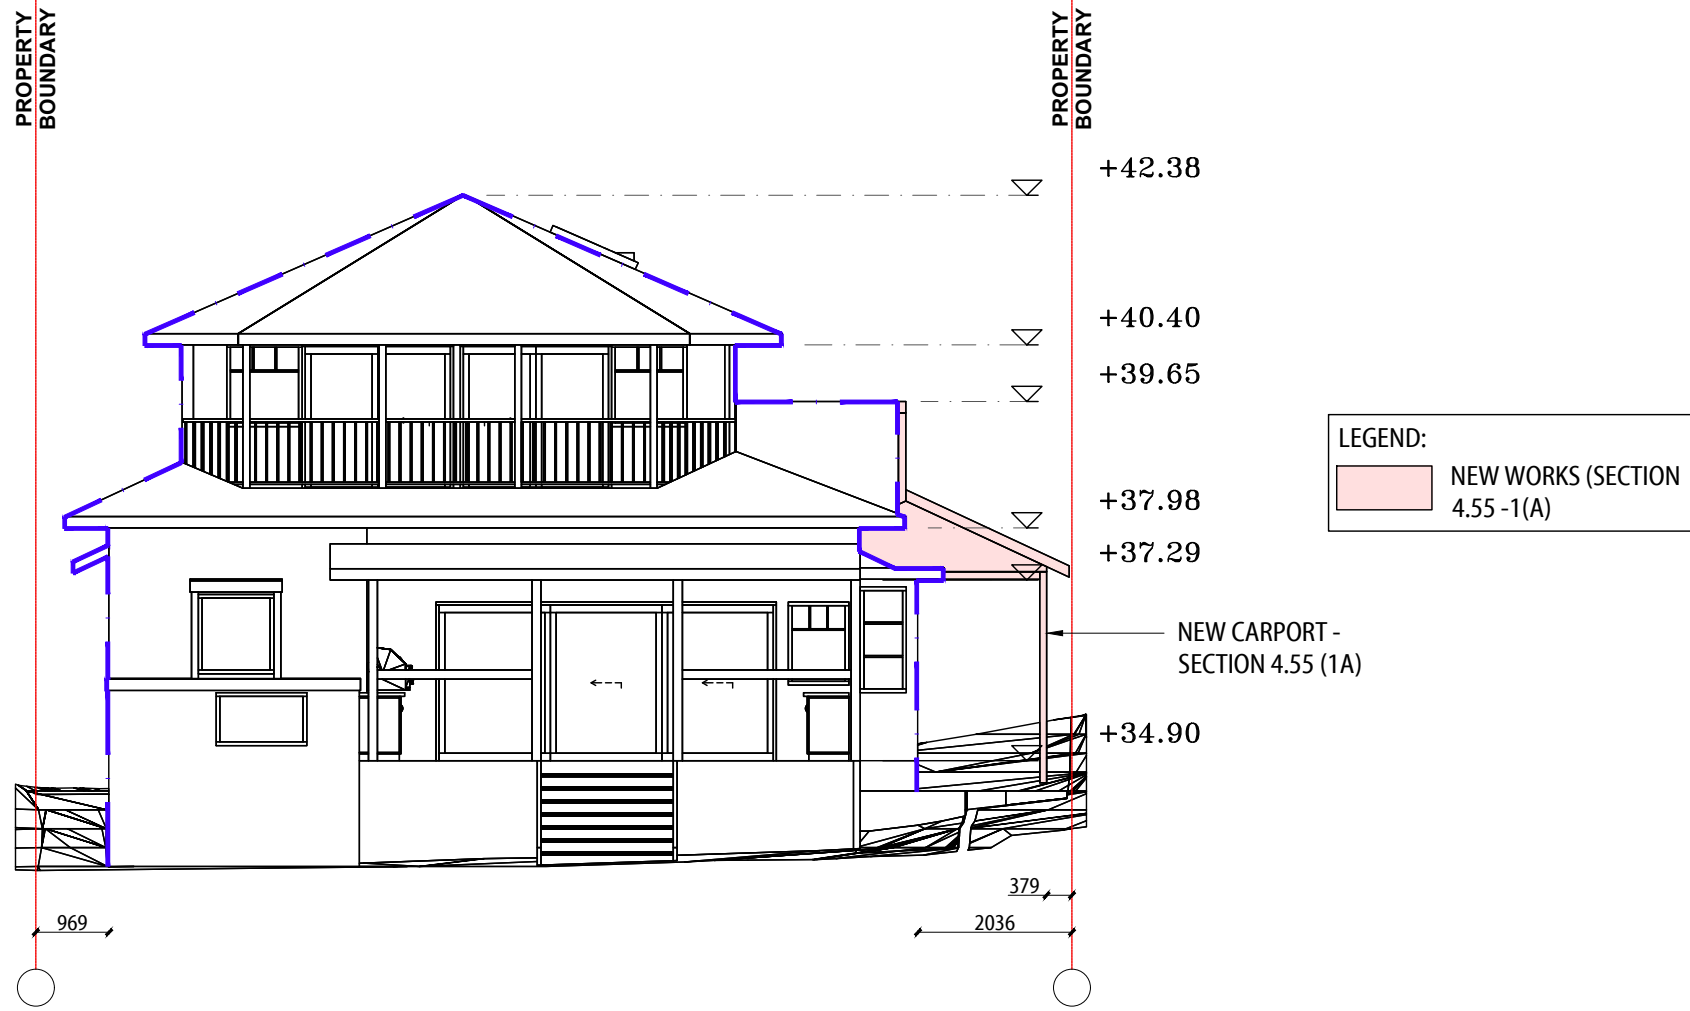 PROPERTY
BOUNDARY
PROPERTY
BOUNDARY
+42.38
+40.40
+39.65
+37.98
+37.29
+34.90
LEGEND:
NEW WORKS (SECTION
4.55 -1(A)
NEW CARPORT -
SECTION 4.55 (1A)
379
969
2036